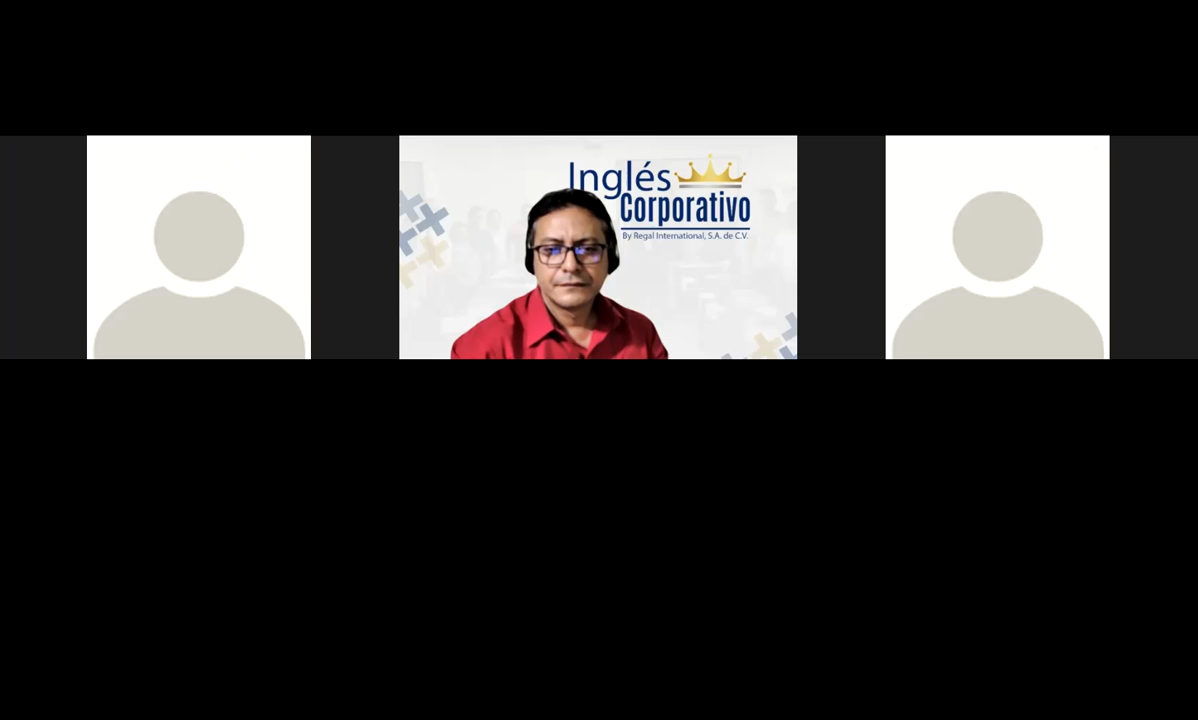 Inglés
Corporativo
By Regal International, S.A. de C.V.